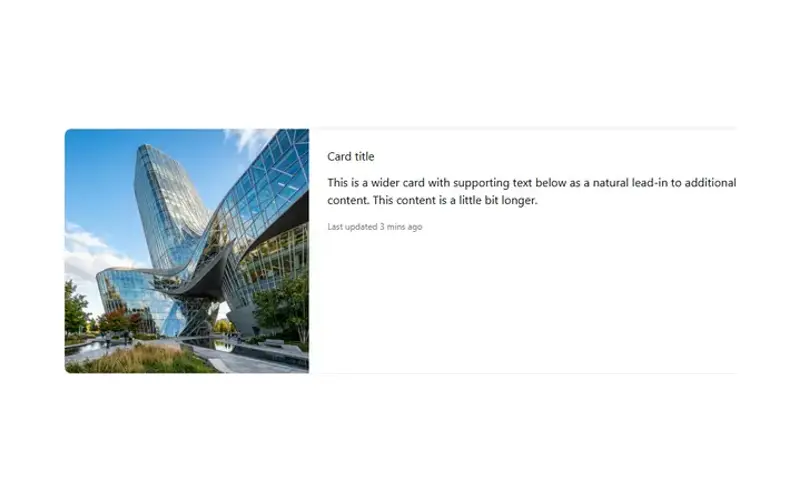 Card title
This is a wider card with supporting text below as a natural lead-in to additional
content. This content is a little bit longer.
Last updated 3 mins ago